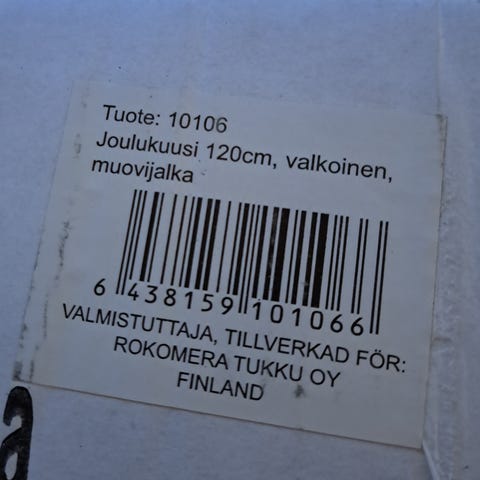 Tuote: 10106
Joulukuusi 120cm, valkoinen,
muovijalka
6 438159 101066
VALMISTUTTAJA, TILLVERKAD FÖR:
ROKOMERA TUKKU OY
FINLAND
a